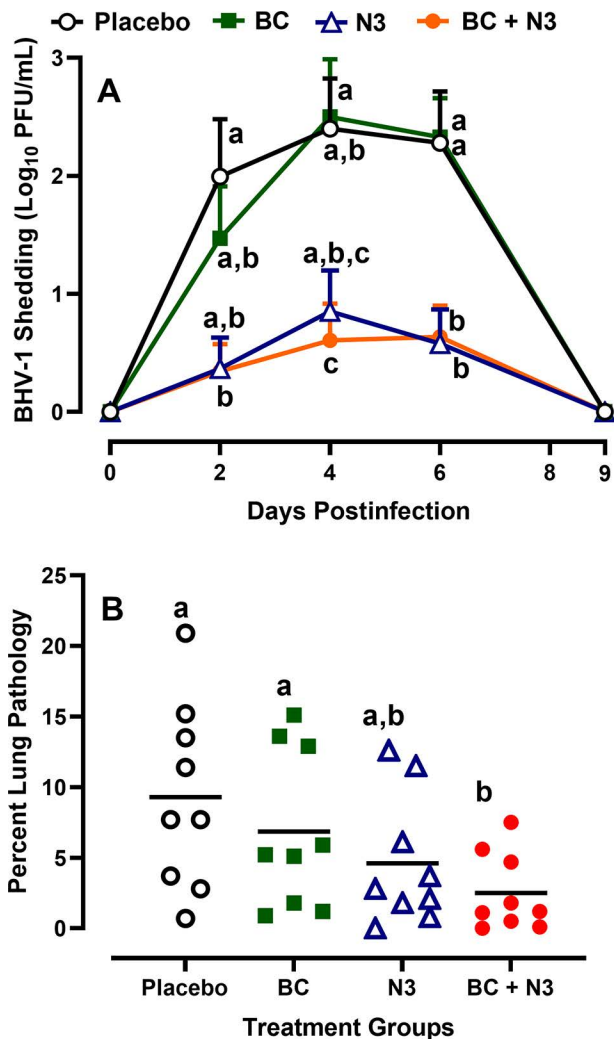 Placebo BC N3 BC + N3
A
BHV-1 Shedding (Log10 PFU/mL)
3
2
1
0
a
a
a
a,b
a
a,b
a,b,c
a,b
b
c
b
b
0 2 4 6 8 9
Days Postinfection
B
Percent Lung Pathology
25
20
15
10
5
0
a
a
a,b
b
Placebo BC N3 BC + N3
Treatment Groups